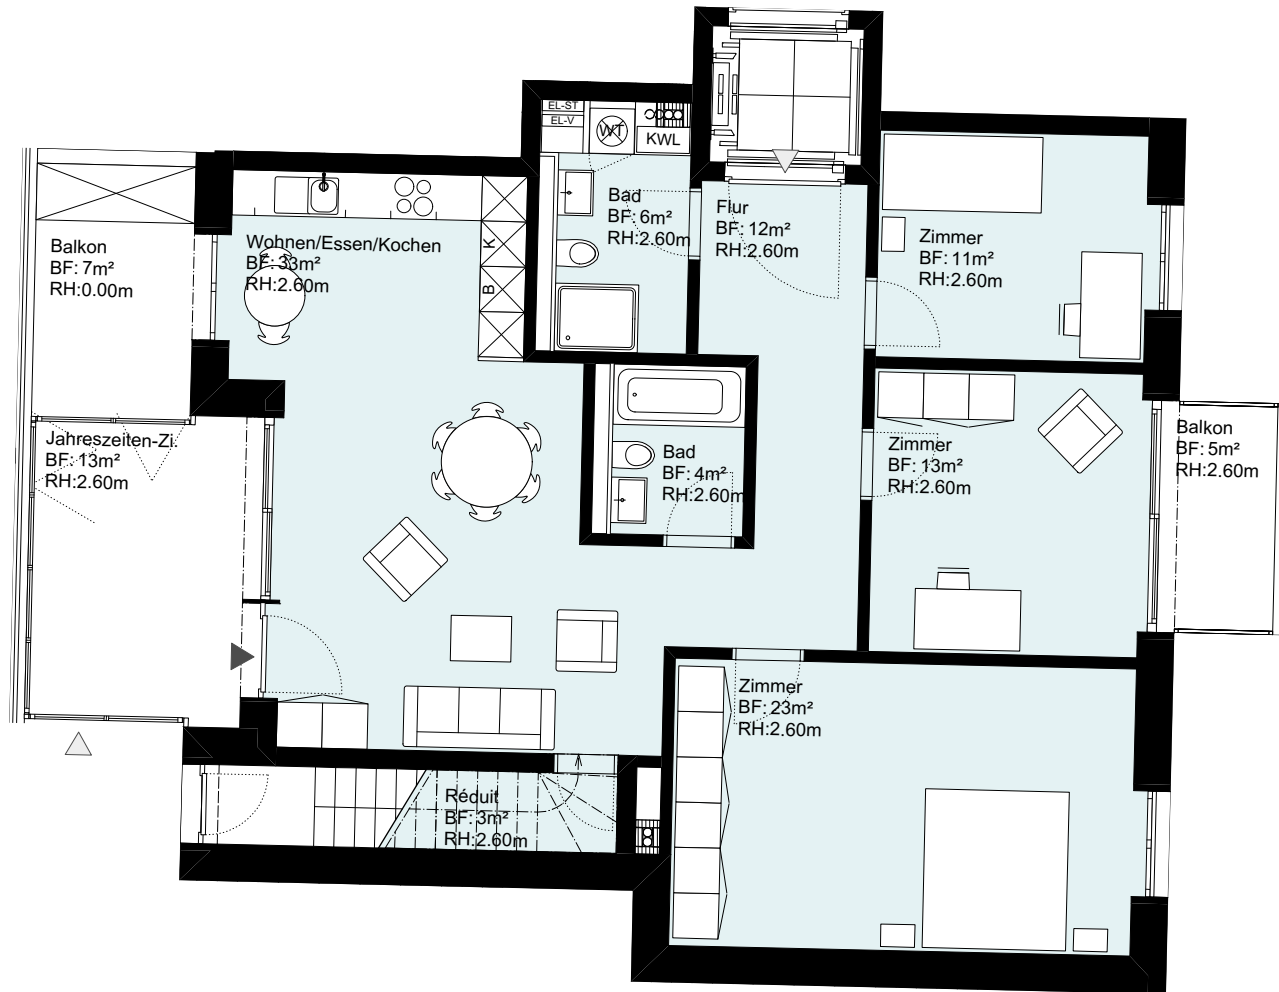 EL-ST
EL-V
WT
KWL
Balkon
BF: 7m²
RH:0.00m
Wohnen/Essen/Kochen
BF: 33m²
RH:2.60m
K
B
Bad
BF: 6m²
RH:2.60m
Flur
BF: 12m²
RH:2.60m
Zimmer
BF: 11m²
RH:2.60m
Jahreszeiten-Zi.
BF: 13m²
RH:2.60m
Bad
BF: 4m²
RH:2.60m
Zimmer
BF: 13m²
RH:2.60m
Balkon
BF: 5m²
RH:2.60m
Zimmer
BF: 23m²
RH:2.60m
Réduit
BF: 3m²
RH:2.60m